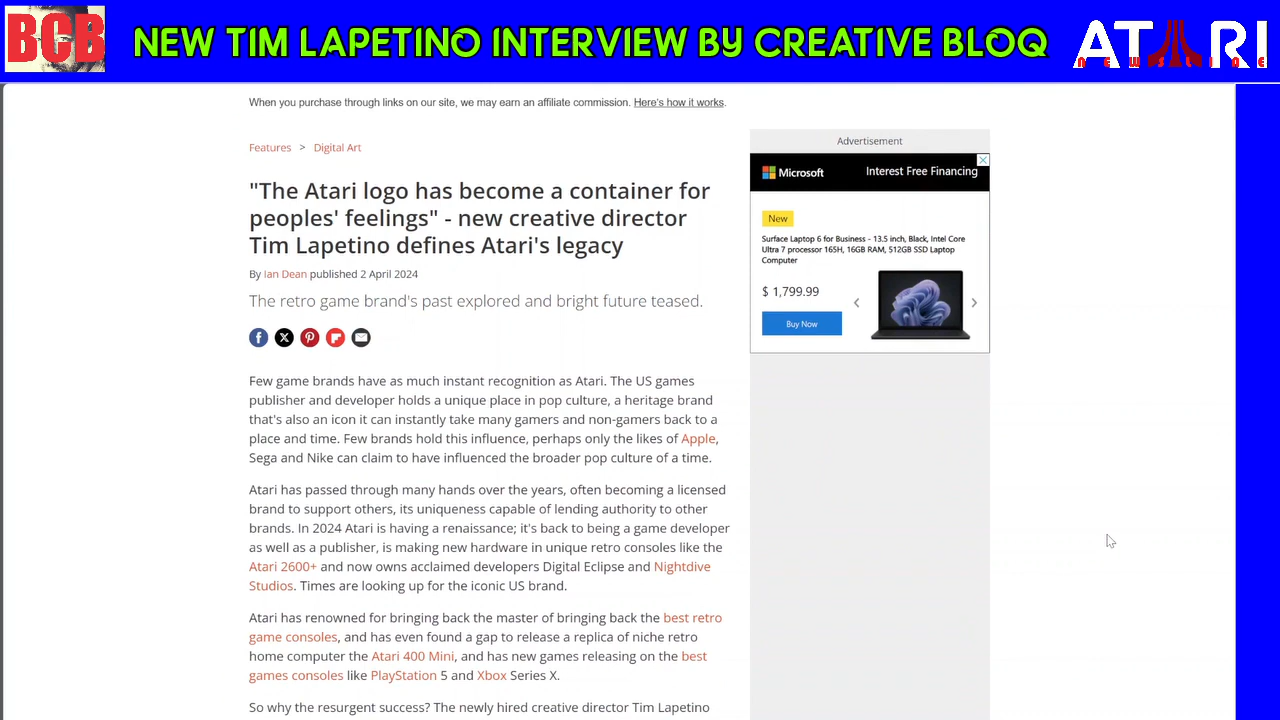 BCB
NEW TIM LAPETINO INTERVIEW BY CREATIVE BLOQ
ATARI
NEWSLINE
When you purchase through links on our site, we may earn an affiliate commission. Here's how it works.
Features > Digital Art
"The Atari logo has become a container for
peoples' feelings" - new creative director
Tim Lapetino defines Atari's legacy
By Ian Dean published 2 April 2024
The retro game brand's past explored and bright future teased.
Few game brands have as much instant recognition as Atari. The US games
publisher and developer holds a unique place in pop culture, a heritage brand
that's also an icon it can instantly take many gamers and non-gamers back to a
place and time. Few brands hold this influence, perhaps only the likes of Apple,
Sega and Nike can claim to have influenced the broader pop culture of a time.
Atari has passed through many hands over the years, often becoming a licensed
brand to support others, its uniqueness capable of lending authority to other
brands. In 2024 Atari is having a renaissance; it's back to being a game developer
as well as a publisher, is making new hardware in unique retro consoles like the
Atari 2600+ and now owns acclaimed developers Digital Eclipse and Nightdive
Studios. Times are looking up for the iconic US brand.
Atari has renowned for bringing back the master of bringing back the best retro
game consoles, and has even found a gap to release a replica of niche retro
home computer the Atari 400 Mini, and has new games releasing on the best
games consoles like PlayStation 5 and Xbox Series X.
So why the resurgent success? The newly hired creative director Tim Lapetino
Advertisement
Microsoft
Interest Free Financing
New
Surface Laptop 6 for Business - 13.5 inch, Black, Intel Core
Ultra 7 processor 165H, 16GB RAM, 512GB SSD Laptop
Computer
$ 1,799.99
Buy Now